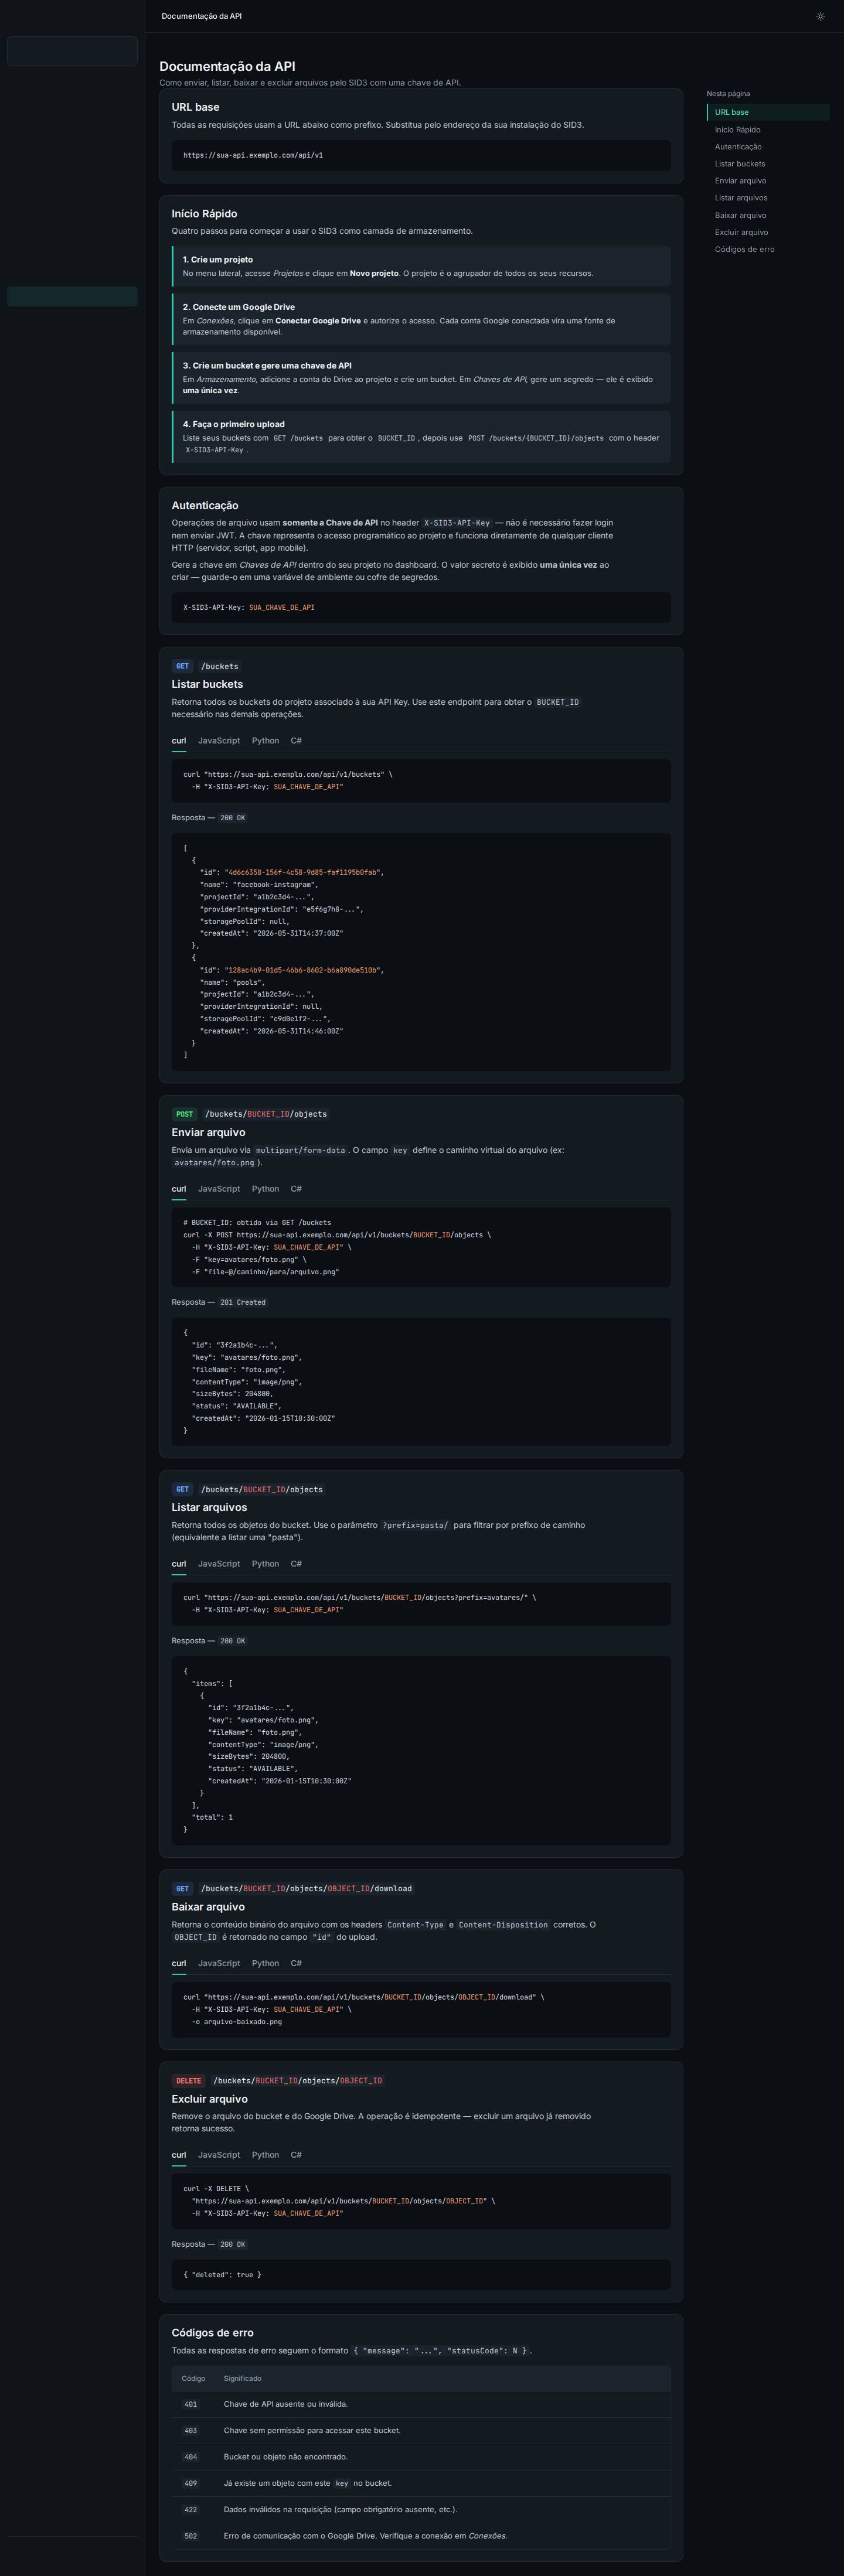 Documentação da API
Documentação da API
Como enviar, listar, baixar e excluir arquivos pelo SID3 com uma chave de API.
URL base
Todas as requisições usam a URL abaixo como prefixo. Substitua pelo endereço da sua instalação do SID3.
https://sua-api.exemplo.com/api/v1
Início Rápido
Quatro passos para começar a usar o SID3 como camada de armazenamento.
1. Crie um projeto
No menu lateral, acesse Projetos e clique em Novo projeto. O projeto é o agrupador de todos os seus recursos.
2. Conecte um Google Drive
Em Conexões, clique em Conectar Google Drive e autorize o acesso. Cada conta Google conectada vira uma fonte de
armazenamento disponível.
3. Crie um bucket e gere uma chave de API
Em Armazenamento, adicione a conta do Drive ao projeto e crie um bucket. Em Chaves de API, gere um segredo — ele é exibido
uma única vez.
4. Faça o primeiro upload
Liste seus buckets com GET /buckets para obter o BUCKET_ID, depois use POST /buckets/{BUCKET_ID}/objects com o header
X-SID3-API-Key.
Autenticação
Operações de arquivo usam somente a Chave de API no header X-SID3-API-Key — não é necessário fazer login
nem enviar JWT. A chave representa o acesso programático ao projeto e funciona diretamente de qualquer cliente
HTTP (servidor, script, app mobile).
Gere a chave em Chaves de API dentro do seu projeto no dashboard. O valor secreto é exibido uma única vez ao
criar — guarde-o em uma variável de ambiente ou cofre de segredos.
X-SID3-API-Key: SUA_CHAVE_DE_API
GET /buckets
Listar buckets
Retorna todos os buckets do projeto associado à sua API Key. Use este endpoint para obter o BUCKET_ID
necessário nas demais operações.
curl JavaScript Python C#
curl "https://sua-api.exemplo.com/api/v1/buckets" \
-H "X-SID3-API-Key: SUA_CHAVE_DE_API"
Resposta — 200 OK
[
{
"id": "4d6c6358-156f-4c58-9d85-faf1195b0fab",
"name": "facebook-instagram",
"projectId": "a1b2c3d4-...",
"providerIntegrationId": "e5f6g7h8-...",
"storagePoolId": null,
"createdAt": "2026-05-31T14:37:00Z"
},
{
"id": "128ac4b9-01d5-46b6-8602-b6a890de510b",
"name": "pools",
"projectId": "a1b2c3d4-...",
"providerIntegrationId": null,
"storagePoolId": "c9d0e1f2-...",
"createdAt": "2026-05-31T14:46:00Z"
}
]
POST /buckets/BUCKET_ID/objects
Enviar arquivo
Envia um arquivo via multipart/form-data. O campo key define o caminho virtual do arquivo (ex:
avatares/foto.png).
curl JavaScript Python C#
# BUCKET_ID: obtido via GET /buckets
curl -X POST https://sua-api.exemplo.com/api/v1/buckets/BUCKET_ID/objects \
-H "X-SID3-API-Key: SUA_CHAVE_DE_API" \
-F "key=avatares/foto.png" \
-F "file=@/caminho/para/arquivo.png"
Resposta — 201 Created
{
"id": "3f2a1b4c-...",
"key": "avatares/foto.png",
"fileName": "foto.png",
"contentType": "image/png",
"sizeBytes": 204800,
"status": "AVAILABLE",
"createdAt": "2026-01-15T10:30:00Z"
}
GET /buckets/BUCKET_ID/objects
Listar arquivos
Retorna todos os objetos do bucket. Use o parâmetro ?prefix=pasta/ para filtrar por prefixo de caminho
(equivalente a listar uma "pasta").
curl JavaScript Python C#
curl "https://sua-api.exemplo.com/api/v1/buckets/BUCKET_ID/objects?prefix=avatares/" \
-H "X-SID3-API-Key: SUA_CHAVE_DE_API"
Resposta — 200 OK
{
"items": [
{
"id": "3f2a1b4c-...",
"key": "avatares/foto.png",
"fileName": "foto.png",
"contentType": "image/png",
"sizeBytes": 204800,
"status": "AVAILABLE",
"createdAt": "2026-01-15T10:30:00Z"
}
],
"total": 1
}
GET /buckets/BUCKET_ID/objects/OBJECT_ID/download
Baixar arquivo
Retorna o conteúdo binário do arquivo com os headers Content-Type e Content-Disposition corretos. O
OBJECT_ID é retornado no campo "id" do upload.
curl JavaScript Python C#
curl "https://sua-api.exemplo.com/api/v1/buckets/BUCKET_ID/objects/OBJECT_ID/download" \
-H "X-SID3-API-Key: SUA_CHAVE_DE_API" \
-o arquivo-baixado.png
DELETE /buckets/BUCKET_ID/objects/OBJECT_ID
Excluir arquivo
Remove o arquivo do bucket e do Google Drive. A operação é idempotente — excluir um arquivo já removido
retorna sucesso.
curl JavaScript Python C#
curl -X DELETE \
"https://sua-api.exemplo.com/api/v1/buckets/BUCKET_ID/objects/OBJECT_ID" \
-H "X-SID3-API-Key: SUA_CHAVE_DE_API"
Resposta — 200 OK
{ "deleted": true }
Códigos de erro
Todas as respostas de erro seguem o formato { "message": "...", "statusCode": N }.
Código Significado
401 Chave de API ausente ou inválida.
403 Chave sem permissão para acessar este bucket.
404 Bucket ou objeto não encontrado.
409 Já existe um objeto com este key no bucket.
422 Dados inválidos na requisição (campo obrigatório ausente, etc.).
502 Erro de comunicação com o Google Drive. Verifique a conexão em Conexões.
Nesta página
URL base
Início Rápido
Autenticação
Listar buckets
Enviar arquivo
Listar arquivos
Baixar arquivo
Excluir arquivo
Códigos de erro